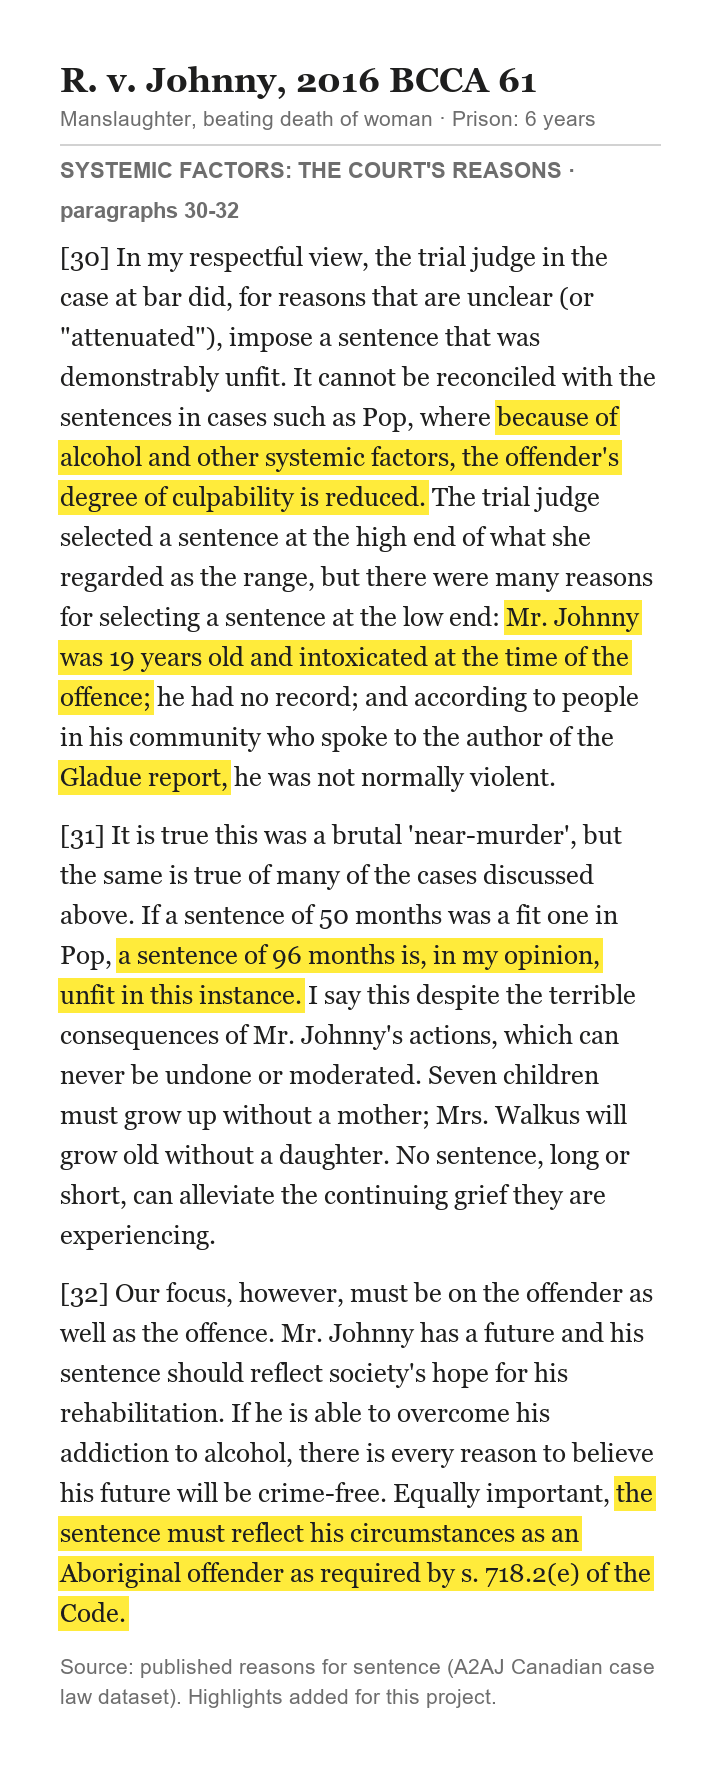 R. v. Johnny, 2016 BCCA 61
Manslaughter, beating death of woman · Prison: 6 years
SYSTEMIC FACTORS: THE COURT'S REASONS ·
paragraphs 30-32
[30] In my respectful view, the trial judge in the
case at bar did, for reasons that are unclear (or
"attenuated"), impose a sentence that was
demonstrably unfit. It cannot be reconciled with the
sentences in cases such as Pop, where because of
alcohol and other systemic factors, the offender's
degree of culpability is reduced. The trial judge
selected a sentence at the high end of what she
regarded as the range, but there were many reasons
for selecting a sentence at the low end: Mr. Johnny
was 19 years old and intoxicated at the time of the
offence; he had no record; and according to people
in his community who spoke to the author of the
Gladue report, he was not normally violent.
[31] It is true this was a brutal 'near-murder', but
the same is true of many of the cases discussed
above. If a sentence of 50 months was a fit one in
Pop, a sentence of 96 months is, in my opinion,
unfit in this instance. I say this despite the terrible
consequences of Mr. Johnny's actions, which can
never be undone or moderated. Seven children
must grow up without a mother; Mrs. Walkus will
grow old without a daughter. No sentence, long or
short, can alleviate the continuing grief they are
experiencing.
[32] Our focus, however, must be on the offender as
well as the offence. Mr. Johnny has a future and his
sentence should reflect society's hope for his
rehabilitation. If he is able to overcome his
addiction to alcohol, there is every reason to believe
his future will be crime-free. Equally important, the
sentence must reflect his circumstances as an
Aboriginal offender as required by s. 718.2(e) of the
Code.
Source: published reasons for sentence (A2AJ Canadian case
law dataset). Highlights added for this project.